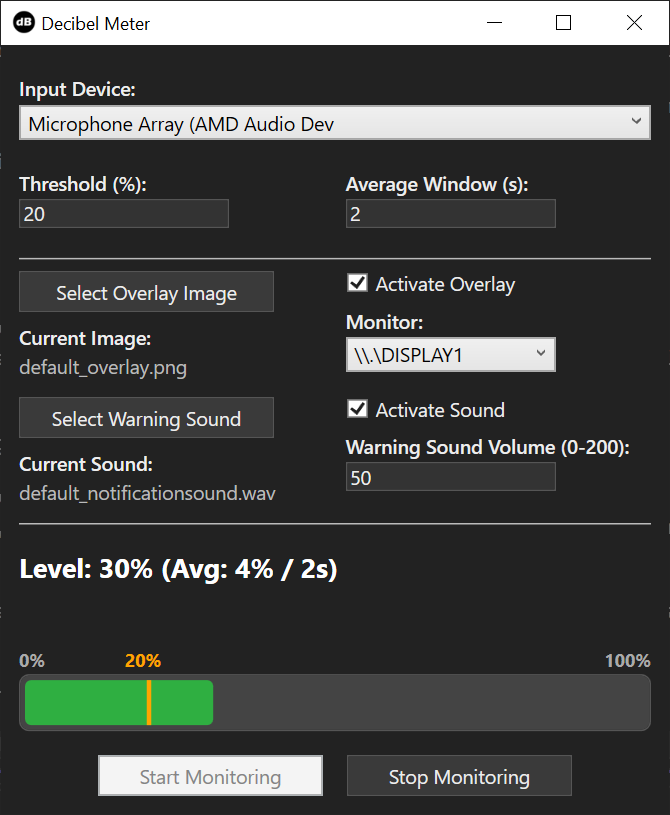 dB Decibel Meter
Input Device:
Microphone Array (AMD Audio Dev
Threshold (%): Average Window (s):
20 2
Select Overlay Image
Activate Overlay
Current Image:
default_overlay.png
Monitor:
\\.\DISPLAY1
Select Warning Sound
Activate Sound
Current Sound:
default_notificationsound.wav
Warning Sound Volume (0-200):
50
Level: 30% (Avg: 4% / 2s)
0% 20% 100%
Start Monitoring Stop Monitoring